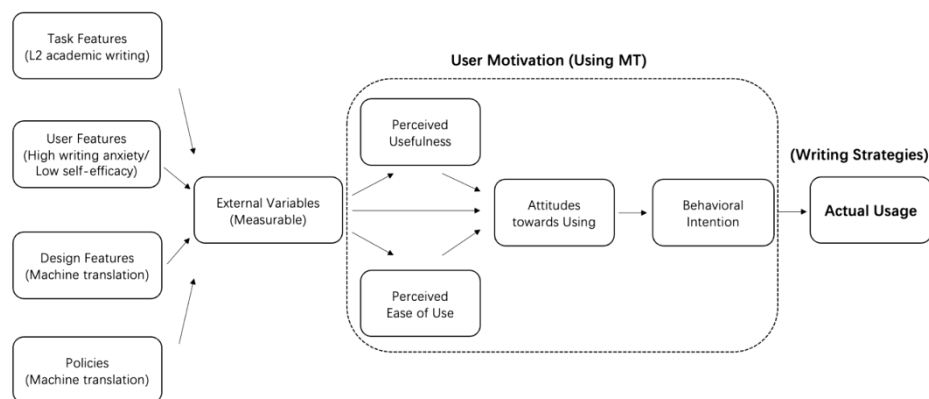 Task Features
(L2 academic writing)
User Motivation (Using MT)
User Features
(High writing anxiety/
Low self-efficacy)
Perceived
Usefulness
(Writing Strategies)
External Variables
(Measurable)
Attitudes
towards Using
Behavioral
Intention
Actual Usage
Design Features
(Machine translation)
Perceived
Ease of Use
Policies
(Machine translation)